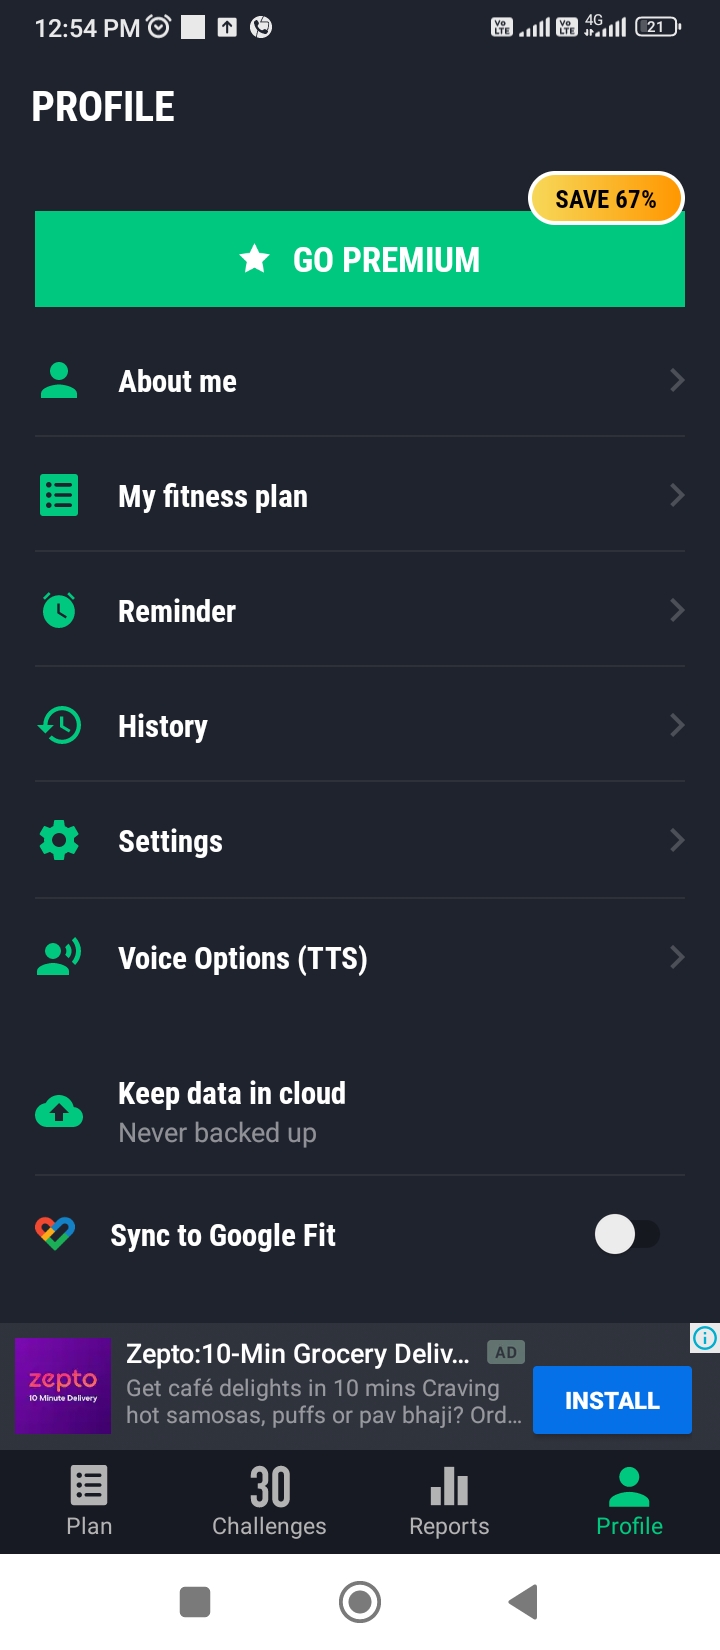 12:54 PM
Vo LTE
Vo LTE
4G
21
PROFILE
SAVE 67%
GO PREMIUM
About me
My fitness plan
Reminder
History
Settings
Voice Options (TTS)
Keep data in cloud
Never backed up
Sync to Google Fit
Zepto:10-Min Grocery Deliv...
AD
zepto
10 Minute Delivery
Get café delights in 10 mins Craving
hot samosas, puffs or pav bhaji? Ord...
INSTALL
30
Plan
Challenges
Reports
Profile